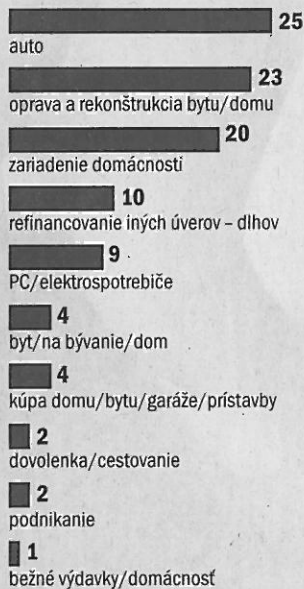 25
auto
23
oprava a rekonštrukcia bytu/domu
20
zariadenie domácnosti
10
refinancovanie iných úverov – dlhov
9
PC/elektrospotrebiče
4
byt/na bývanie/dom
4
kúpa domu/bytu/garáže/prístavby
2
dovolenka/cestovanie
2
podnikanie
1
bežné výdavky/domácnosť